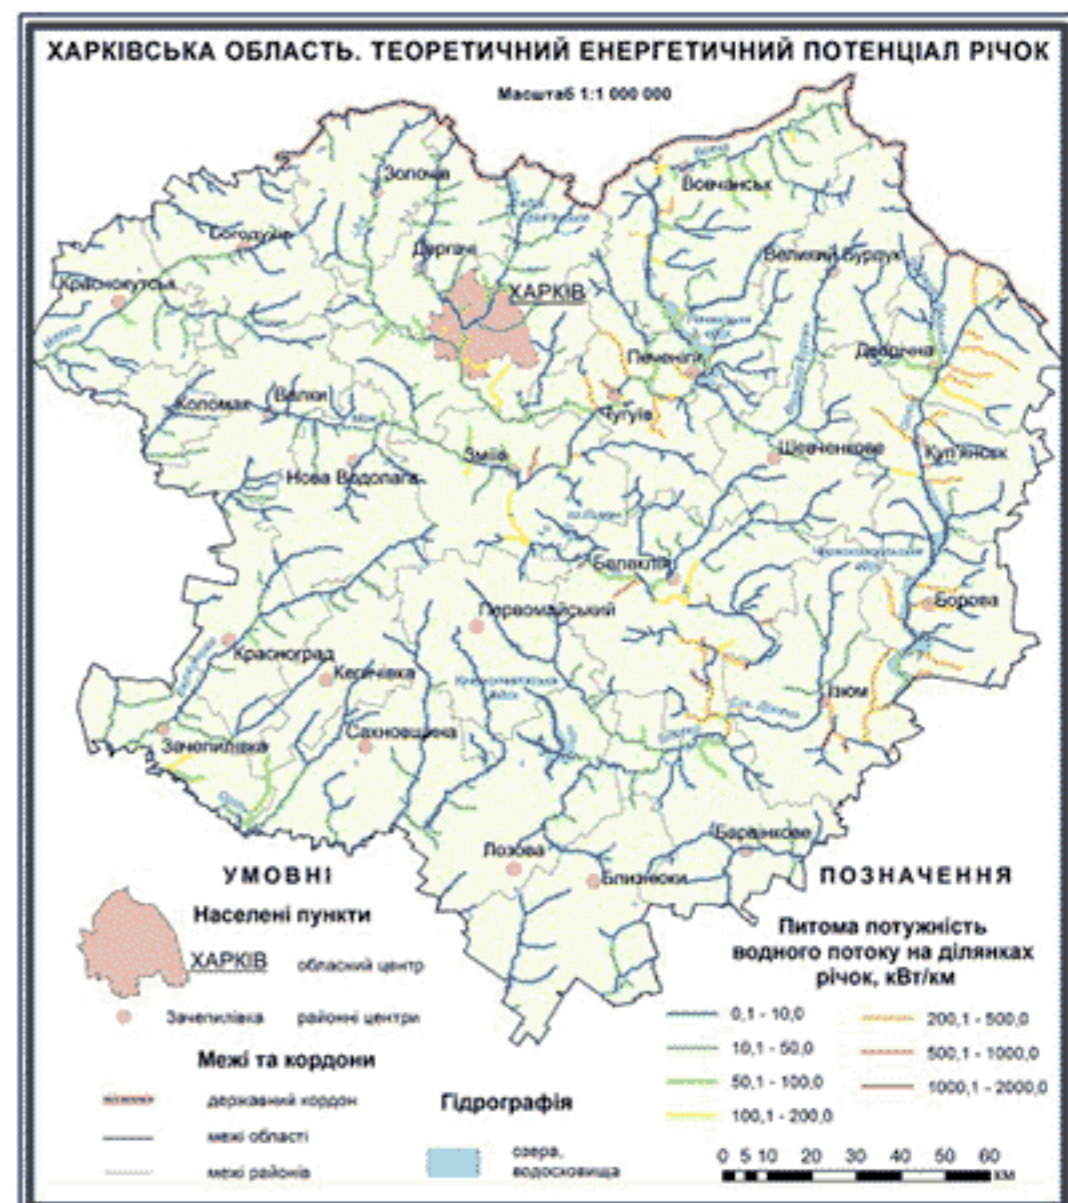 ХАРКІВСЬКА ОБЛАСТЬ. ТЕОРЕТИЧНИЙ ЕНЕРГЕТИЧНИЙ ПОТЕНЦІАЛ РІЧОК
Масштаб 1:1 000 000
Золочів
Вовчанськ
Богодухів
Дергачі
Великий Бурлук
Краснокутськ
ХАРКІВ
Печеніги
Дворічна
Коломак
Валки
Чугуїв
Зміїв
Шевченкове
Куп'янськ
Нова Водолага
Балаклія
Борова
Первомайський
Красноград
Кегичівка
Ізюм
Зачепилівка
Сахновщина
Барвінкове
Лозова
Близнюки
УМОВНІ
ПОЗНАЧЕННЯ
Населені пункти
ХАРКІВ обласний центр
Зачепилівка районні центри
Межі та кордони
державний кордон
межі області
межі районів
Гідрографія
озера,
водосховища
Питома потужність
водного потоку на ділянках
річок, кВт/км
0,1 - 10,0
10,1 - 50,0
50,1 - 100,0
100,1 - 200,0
200,1 - 500,0
500,1 - 1000,0
1000,1 - 2000,0
0 5 10 20 30 40 50 60
км